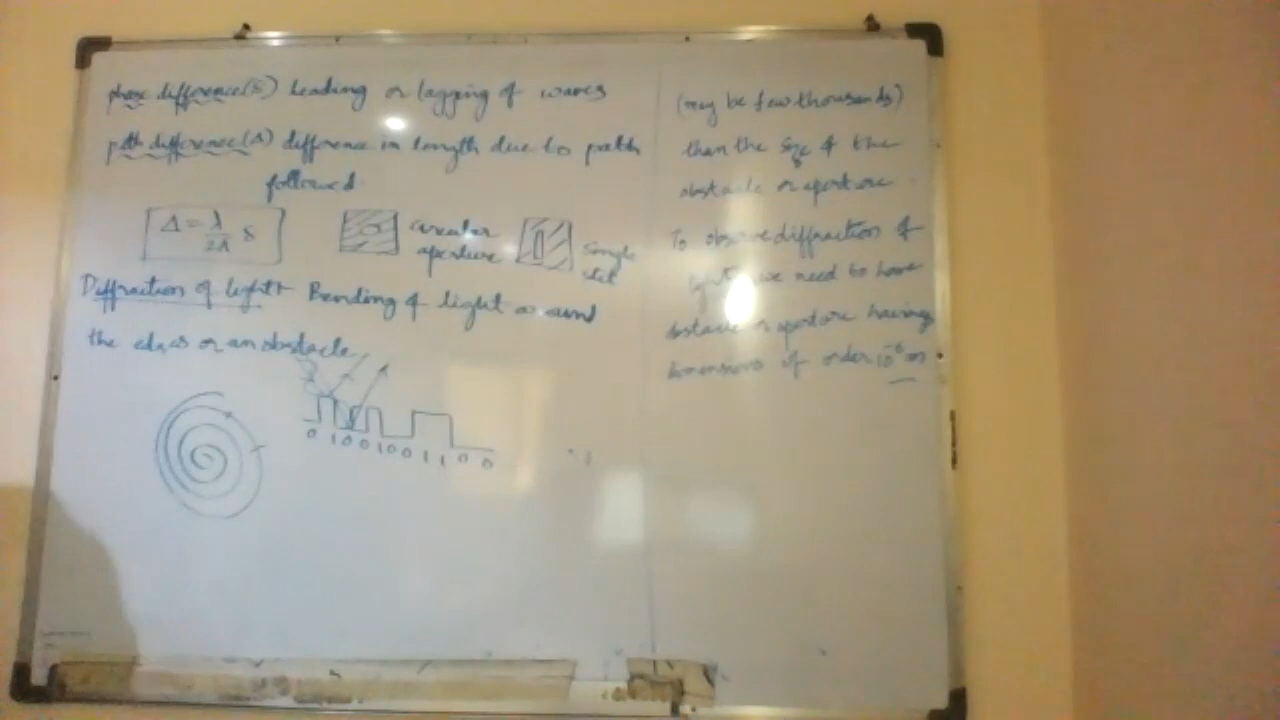 phase difference(δ) Leading or lagging of waves
path difference(Δ) difference in length due to path
followed
Δ = λ/2π δ
circular
aperture
Single
slit
Diffraction of light Bending of light around
the edges or an obstacle
0 1 0 0 1 0 0 1 1 0 0
(may be few thousands)
than the size of the
obstacle or aperture
To observe diffraction of
light we need to have
obstacle or aperture having
dimensions of order 10⁻⁶ m